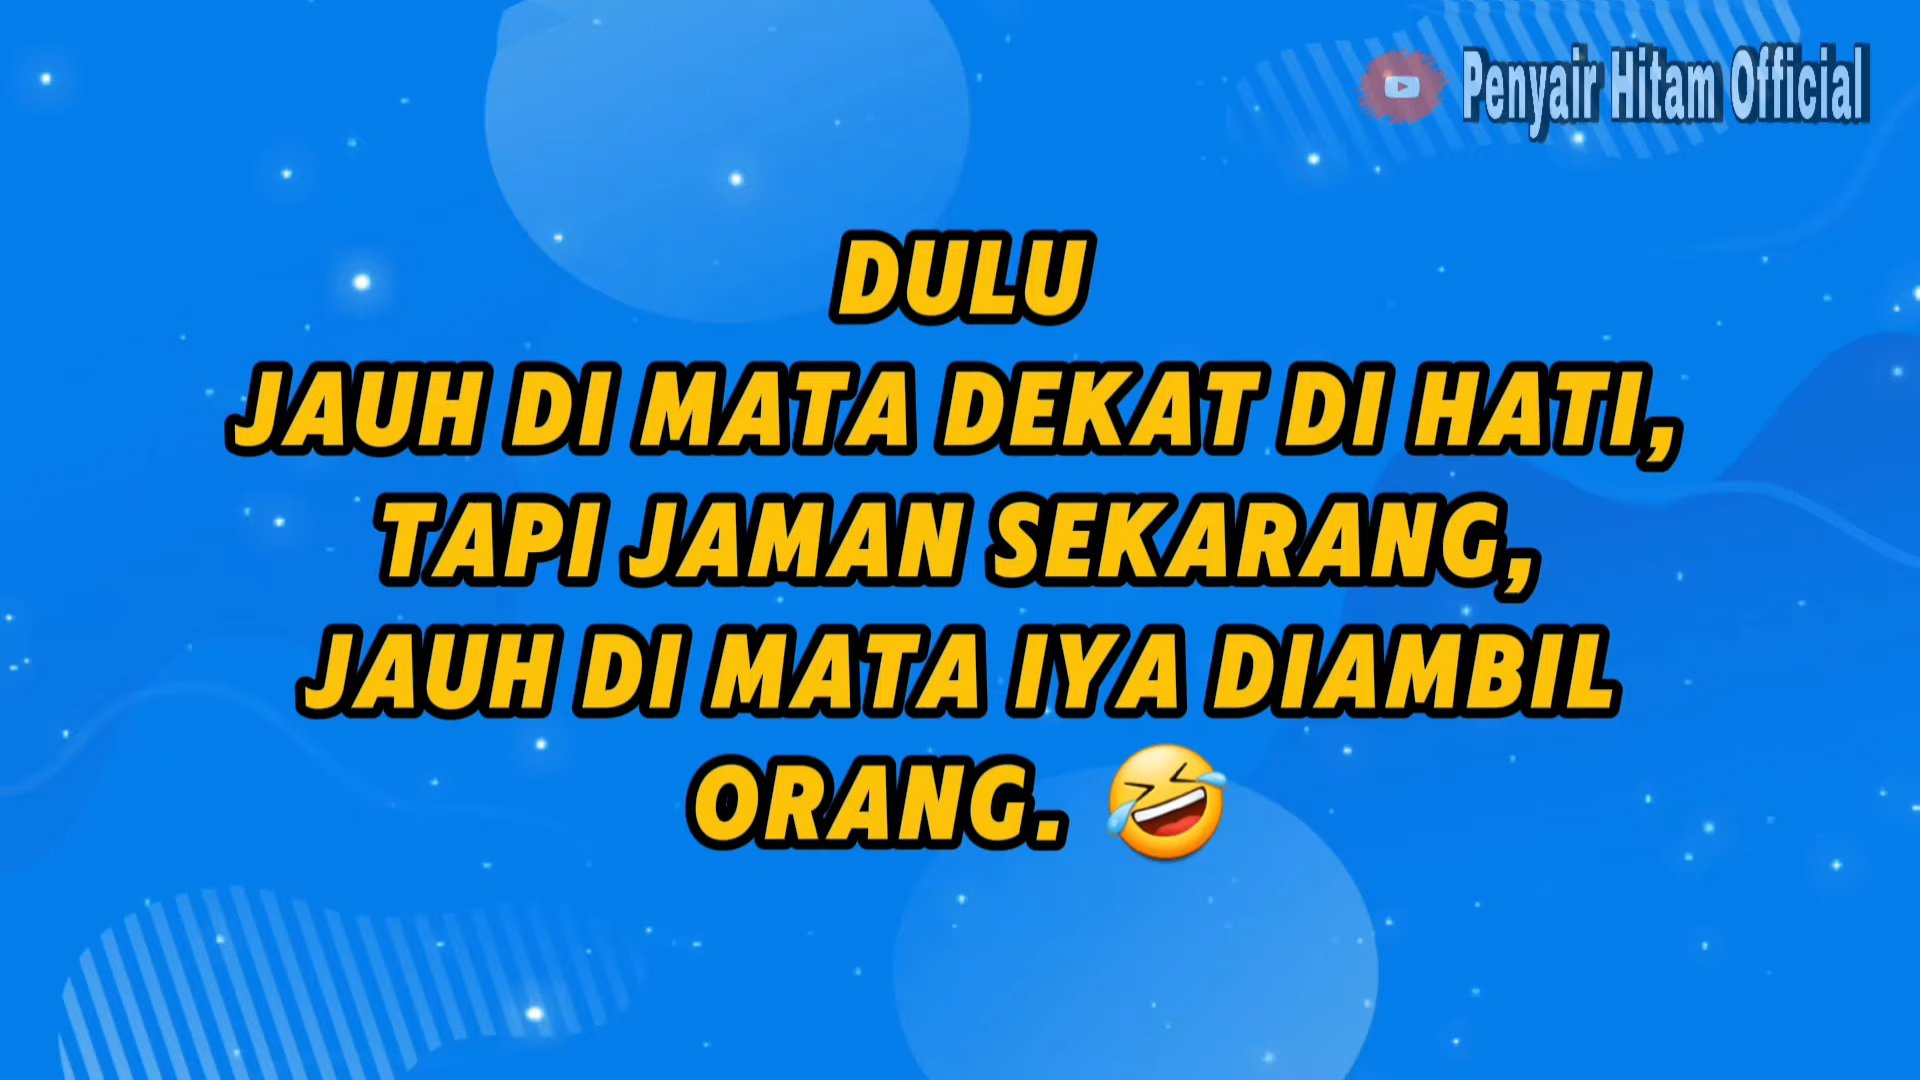 Penyair Hitam Official
DULU
JAUH DI MATA DEKAT DI HATI,
TAPI JAMAN SEKARANG,
JAUH DI MATA IYA DIAMBIL
ORANG. 🤣